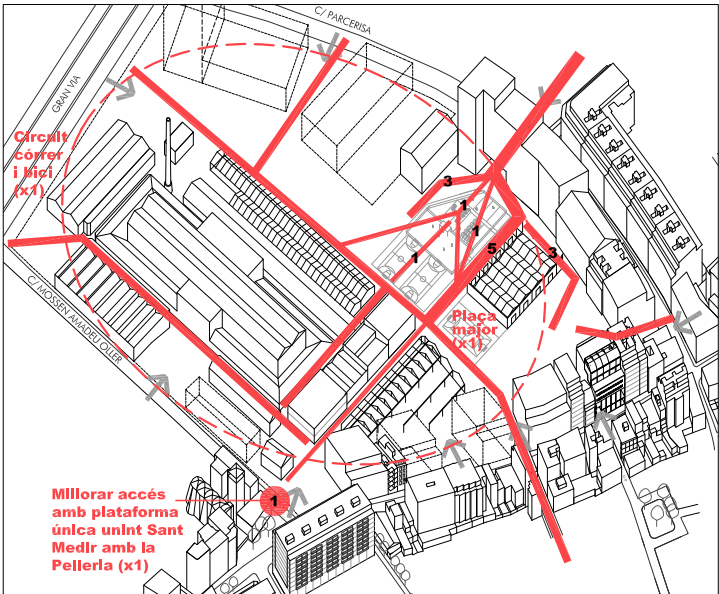 C/ PARCERISA
GRAN VIA
Circuit
córrer
i bici
(x1)
3
1
1
1
5
3
Plaça
major
(x1)
C/ MOSSEN AMADEU OLLER
Millorar accés
amb plataforma
única unint Sant
Medir amb la
Pelleria (x1)
1